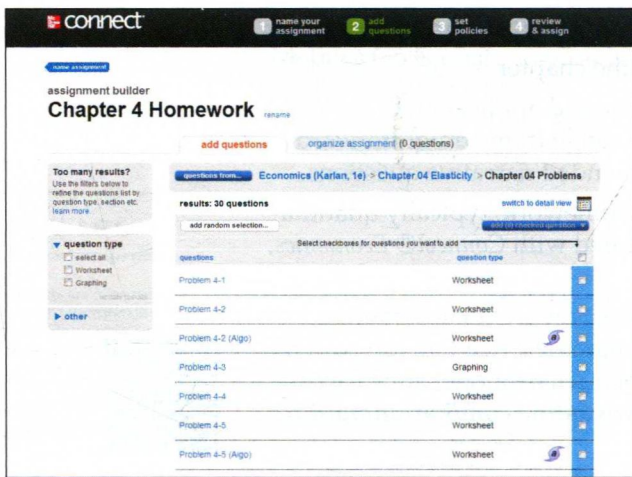 connect
1 name your assignment
2 add questions
3 set policies
4 review & assign
name assignment
assignment builder
Chapter 4 Homework rename
add questions
organize assignment (0 questions)
Too many results?
Use the filters below to
refine the questions list by
question type, section etc.
learn more
question type
select all
Worksheet
Graphing
other
questions from... Economics (Karlan, 1e) > Chapter 04 Elasticity > Chapter 04 Problems
results: 30 questions switch to detail view
add random selection...
add (0) checked question
Select checkboxes for questions you want to add
questions question type
Problem 4-1 Worksheet
Problem 4-2 Worksheet
Problem 4-2 (Algo) Worksheet
Problem 4-3 Graphing
Problem 4-4 Worksheet
Problem 4-5 Worksheet
Problem 4-5 (Algo) Worksheet